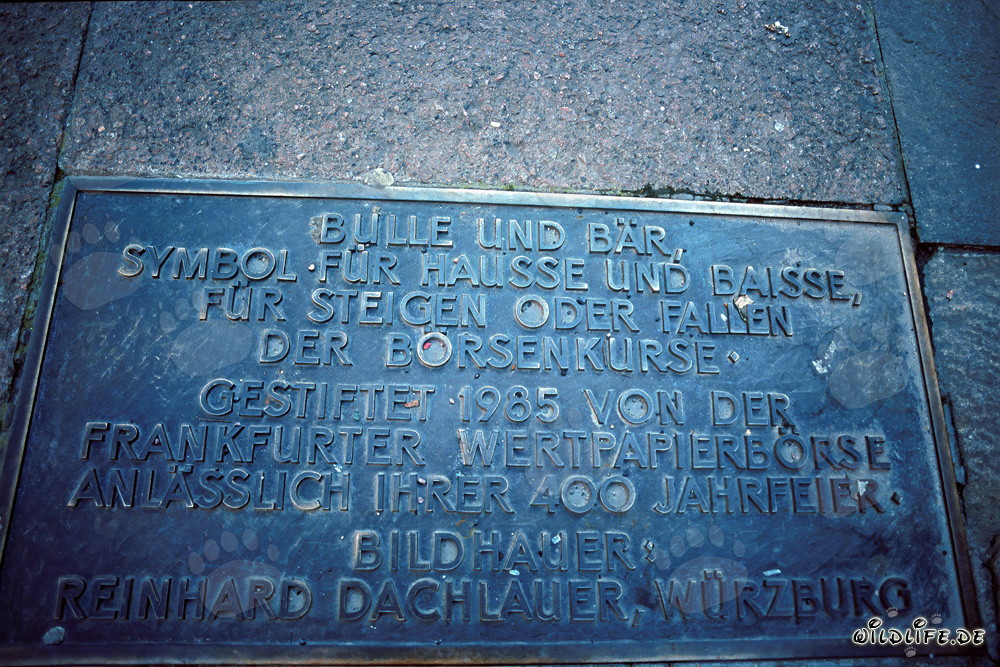 BULLE UND BÄR,
SYMBOL FÜR HAUSSE UND BAISSE,
FÜR STEIGEN ODER FALLEN
DER BÖRSENKURSE.
GESTIFTET 1985 VON DER
FRANKFURTER WERTPAPIERBÖRSE
ANLÄSSLICH IHRER 400 JAHRFEIER.
BILDHAUER:
REINHARD DACHLAUER, WÜRZBURG
WILDLIFE.DE